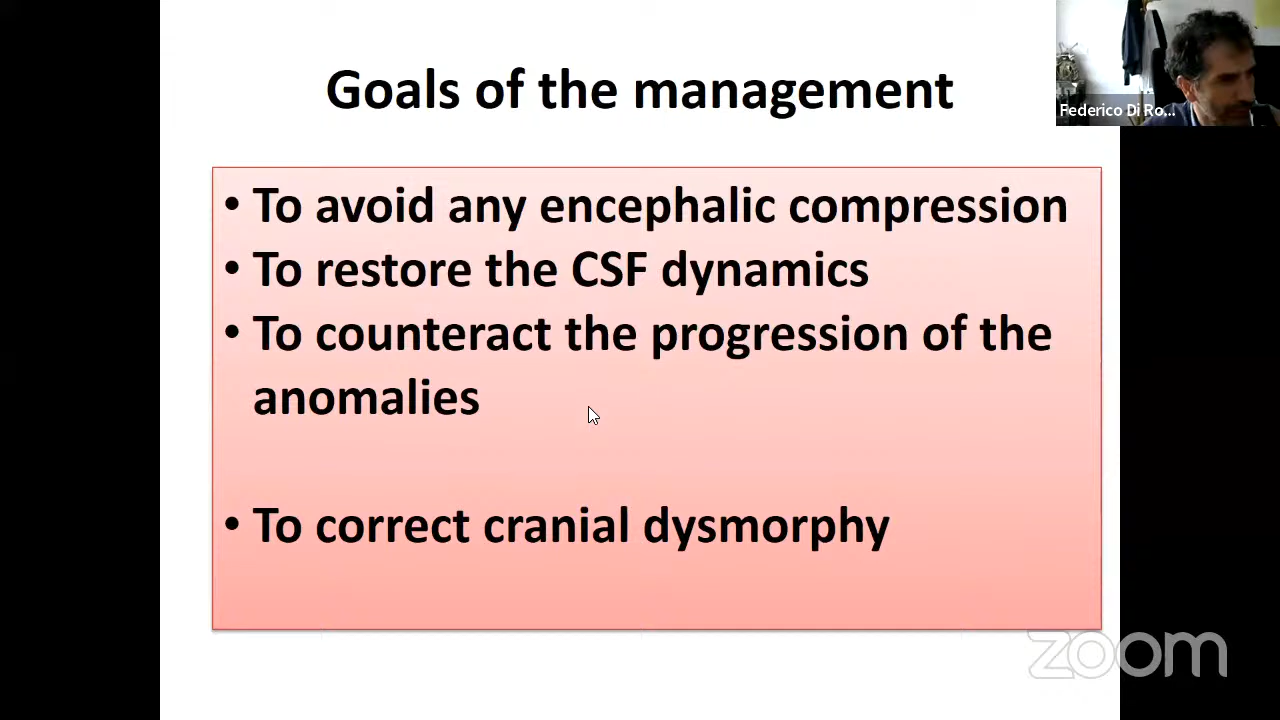 Goals of the management
Federico Di Ro...
• To avoid any encephalic compression
• To restore the CSF dynamics
• To counteract the progression of the
anomalies
• To correct cranial dysmorphy
zoom